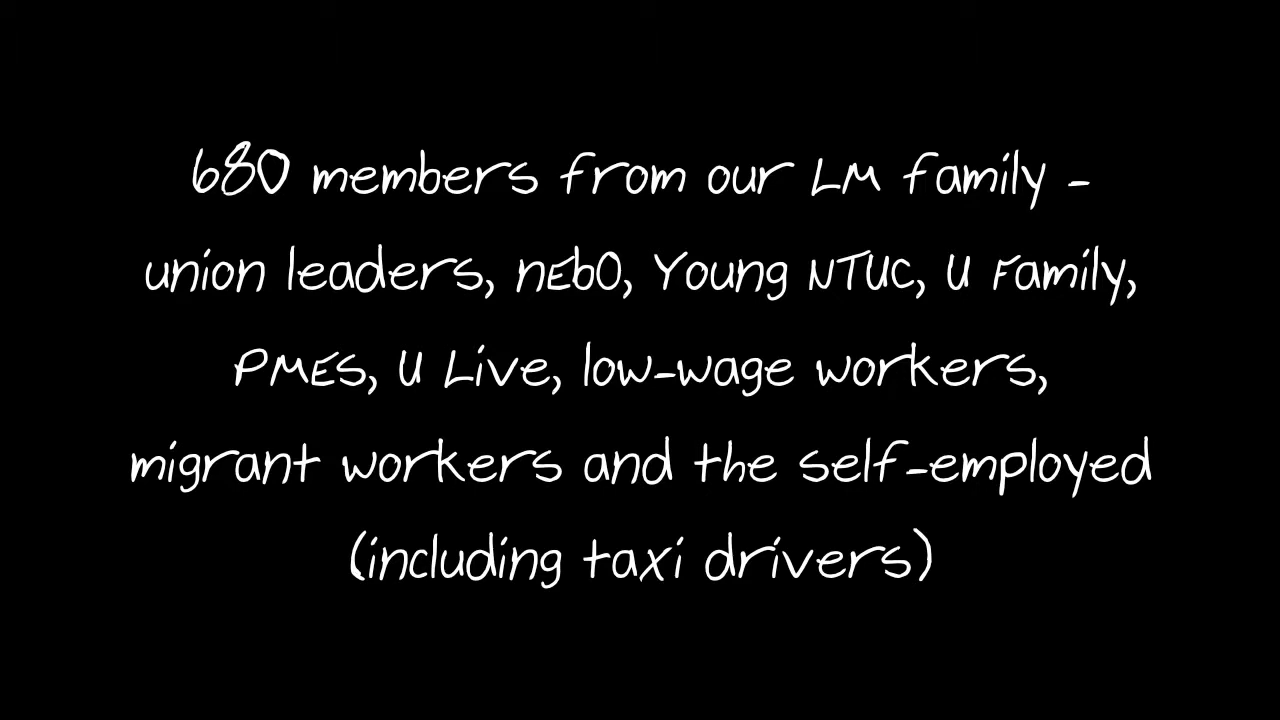 680 members from our LM family -
union leaders, nEbO, Young NTUC, U Family,
PMEs, U Live, low-wage workers,
migrant workers and the self-employed
(including taxi drivers)